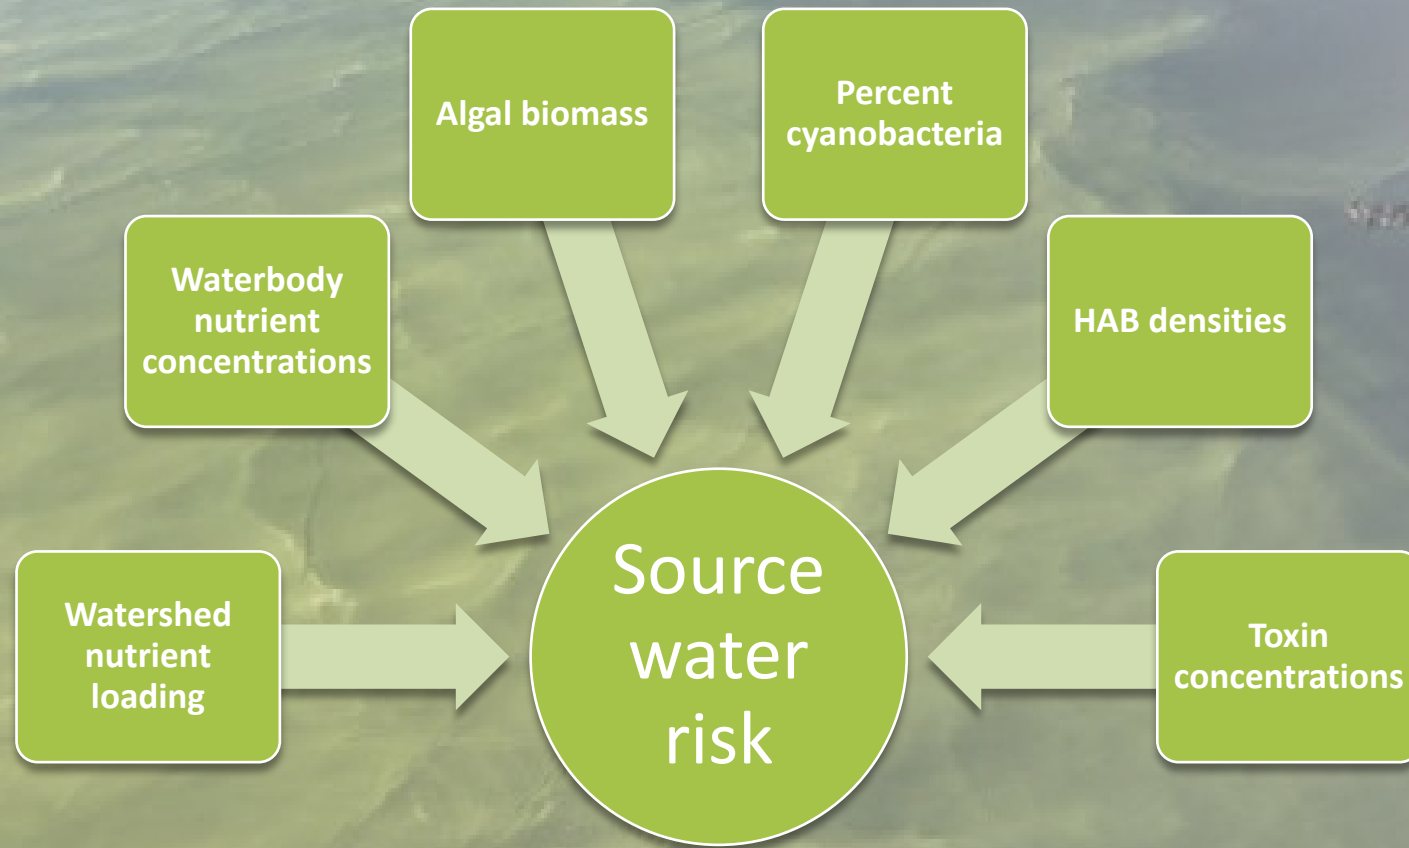 Algal biomass
Percent
cyanobacteria
Waterbody
nutrient
concentrations
HAB densities
Watershed
nutrient
loading
Source
water
risk
Toxin
concentrations